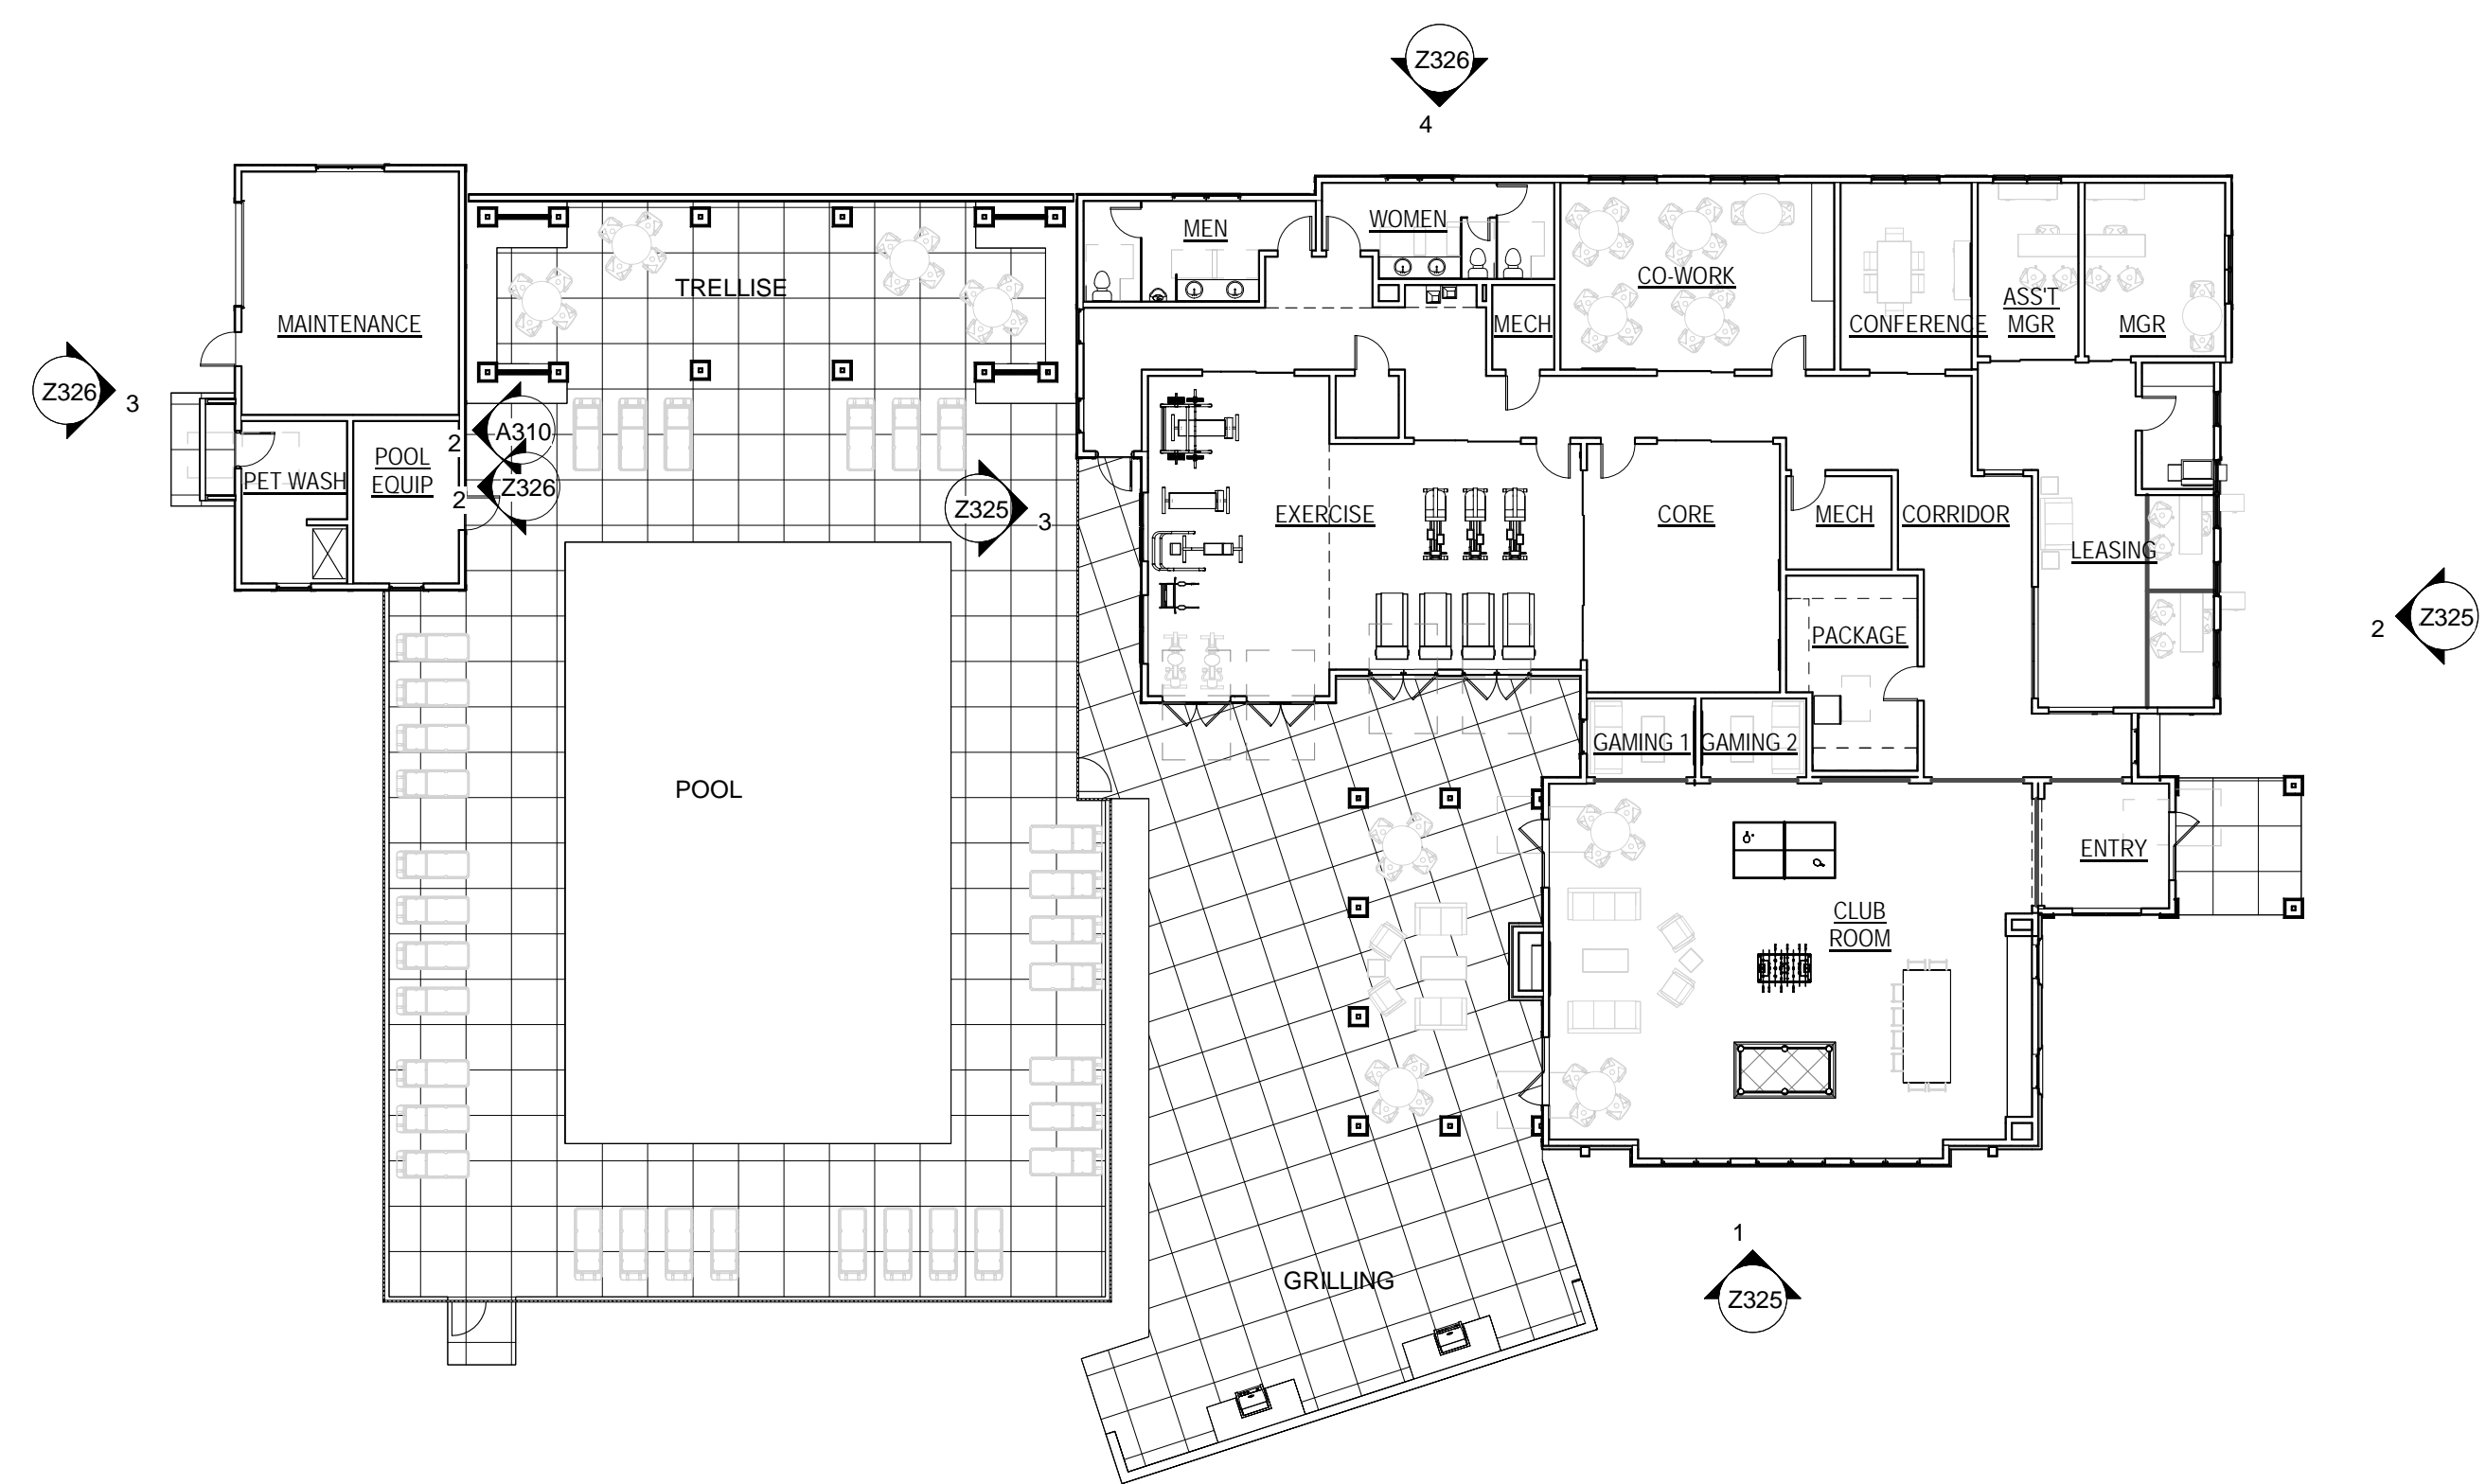 Z326
4
MEN
WOMEN
CO-WORK
TRELLISE
MAINTENANCE
MECH
CONFERENCE
ASS'T
MGR
MGR
Z326
3
2
A310
POOL
EQUIP
PET WASH
2
Z326
Z325
3
EXERCISE
CORE
MECH
CORRIDOR
LEASING
2
Z325
PACKAGE
GAMING 1
GAMING 2
POOL
ENTRY
CLUB
ROOM
1
Z325
GRILLING